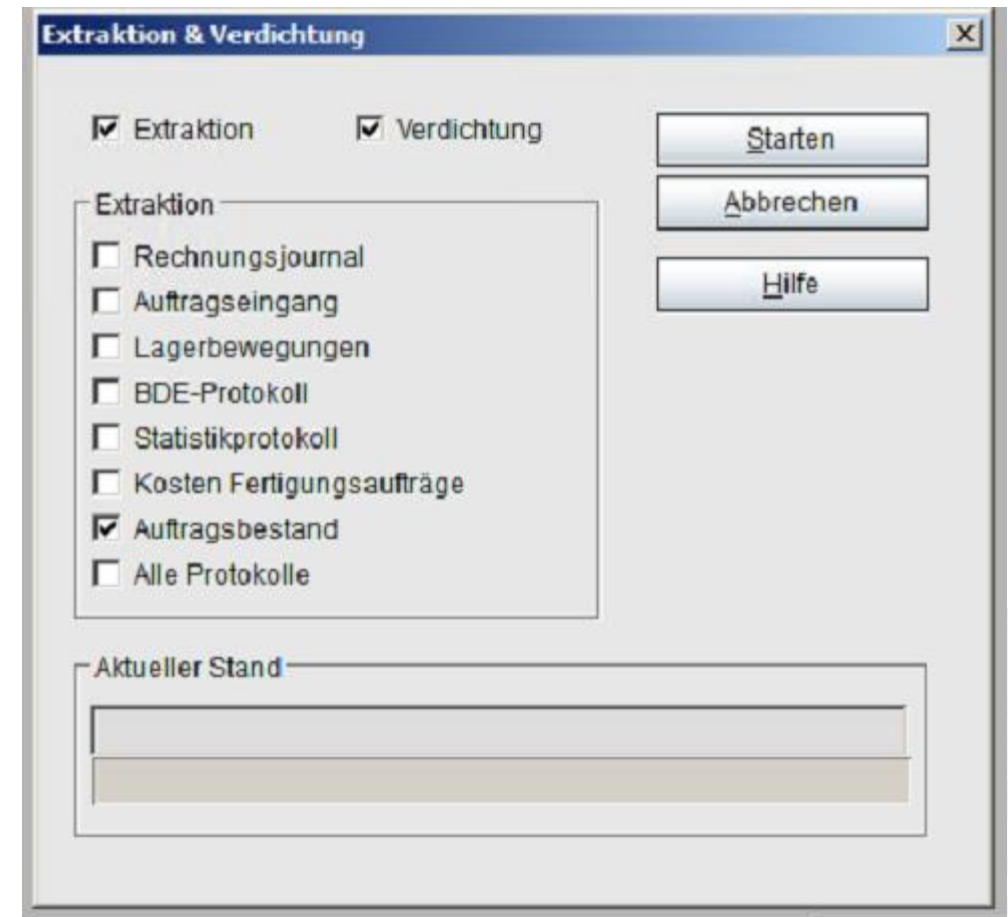 Extraktion & Verdichtung
Extraktion
Verdichtung
Starten
Abbrechen
Hilfe
Extraktion
Rechnungsjournal
Auftragseingang
Lagerbewegungen
BDE-Protokoll
Statistikprotokoll
Kosten Fertigungsaufträge
Auftragsbestand
Alle Protokolle
Aktueller Stand